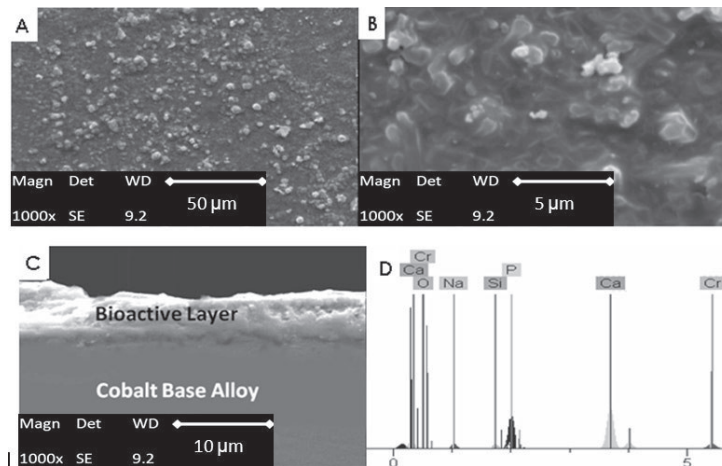 A
Magn Det WD
50 µm
1000x SE 9.2
B
Magn Det WD
5 µm
1000x SE 9.2
C
Bioactive Layer
Cobalt Base Alloy
Magn Det WD
10 µm
1000x SE 9.2
D
Cr
Ca
O
Na
Si
P
Ca
Cr
0
5